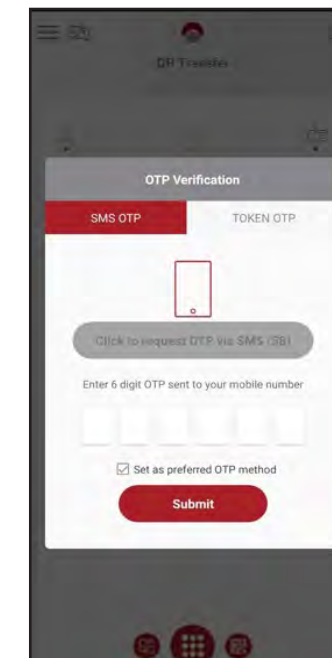 OTP Verification
SMS OTP
TOKEN OTP
Click to request OTP via SMS
Enter 6 digit OTP sent to your mobile number
Set as preferred OTP method
Submit